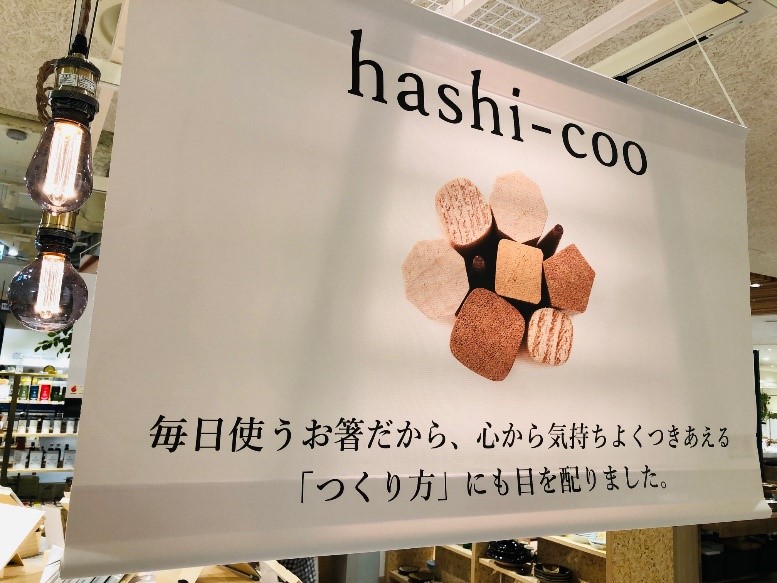 hashi-coo
毎日使うお箸だから、心から気持ちよくつきあえる
「つくり方」にも目を配りました。